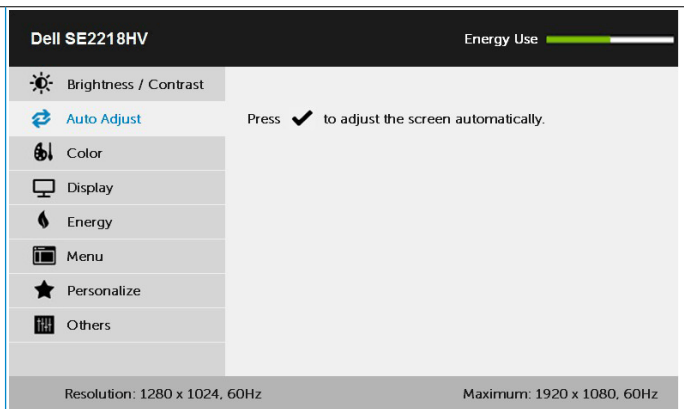 Dell SE2218HV
Energy Use
Brightness / Contrast
Auto Adjust
Press ✔ to adjust the screen automatically.
Color
Display
Energy
Menu
Personalize
Others
Resolution: 1280 x 1024, 60Hz
Maximum: 1920 x 1080, 60Hz